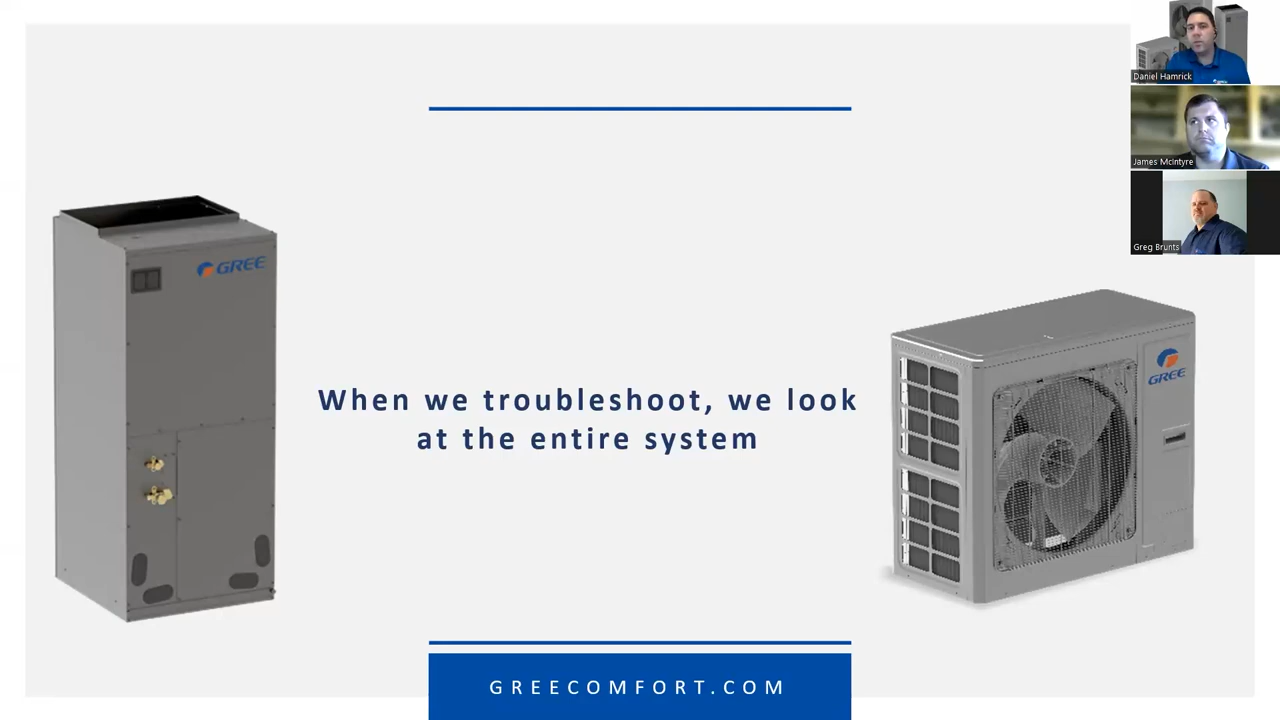 Daniel Hamrick
James McIntyre
Greg Brunts
GREE
GREE
When we troubleshoot, we look
at the entire system
GREECOMFORT.COM